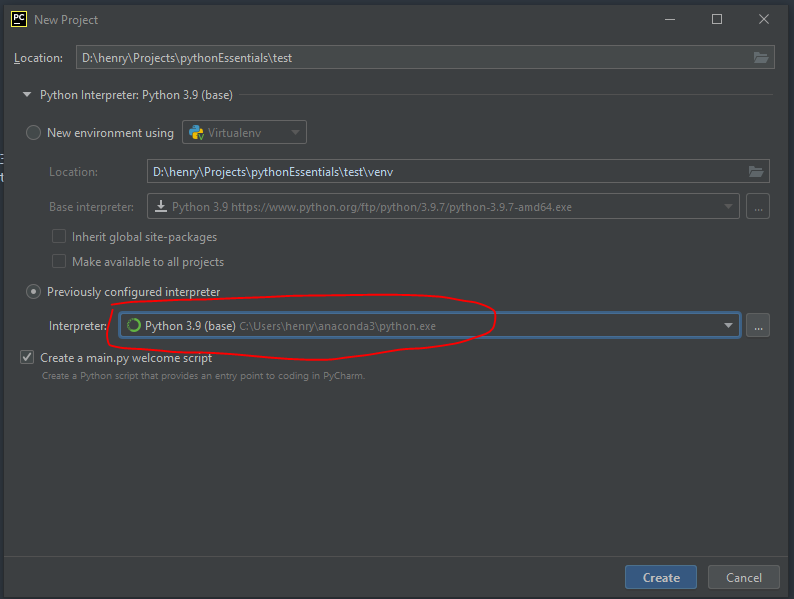 PC New Project
Location: D:\henry\Projects\pythonEssentials\test
Python Interpreter: Python 3.9 (base)
New environment using Virtualenv
Location: D:\henry\Projects\pythonEssentials\test\venv
Base interpreter: Python 3.9 https://www.python.org/ftp/python/3.9.7/python-3.9.7-amd64.exe ...
Inherit global site-packages
Make available to all projects
Previously configured interpreter
Interpreter: Python 3.9 (base) C:\Users\henry\anaconda3\python.exe ...
Create a main.py welcome script
Create a Python script that provides an entry point to coding in PyCharm.
Create Cancel